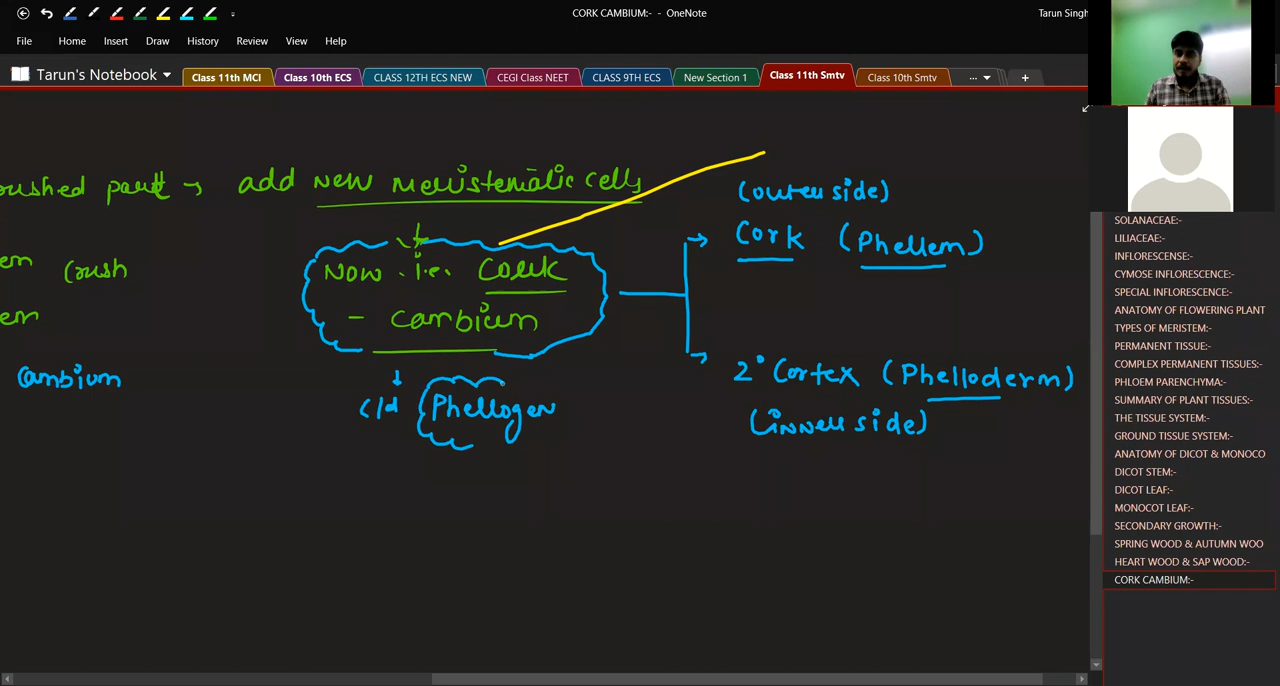 CORK CAMBIUM:- - OneNote
Tarun Singh
File Home Insert Draw History View Help
Tarun's Notebook
Class 11th MCI Class 10th ECS CLASS 12TH ECS NEW CEGI Class NEET CLASS 9TH ECS New Section 1 Class 11th Smtv Class 10th Smtv ... +
add new meristematic cells
(outer side)
Cork (Phellem)
(crush
Now i.e. cork
- cambium
cambium
c/d Phellogen
2° Cortex (Phelloderm)
(inner side)
SOLANACEAE:-
LILIACEAE:-
INFLORESCENSE:-
CYMOSE INFLORESCENCE:-
SPECIAL INFLORESCENCE:-
ANATOMY OF FLOWERING PLANT
TYPES OF MERISTEM:-
PERMANENT TISSUE:-
COMPLEX PERMANENT TISSUES:-
PHLOEM PARENCHYMA:-
SUMMARY OF PLANT TISSUES:-
THE TISSUE SYSTEM:-
GROUND TISSUE SYSTEM:-
ANATOMY OF DICOT & MONOCO
DICOT STEM:-
DICOT LEAF:-
MONOCOT LEAF:-
SECONDARY GROWTH:-
SPRING WOOD & AUTUMN WOO
HEART WOOD & SAP WOOD:-
CORK CAMBIUM:-